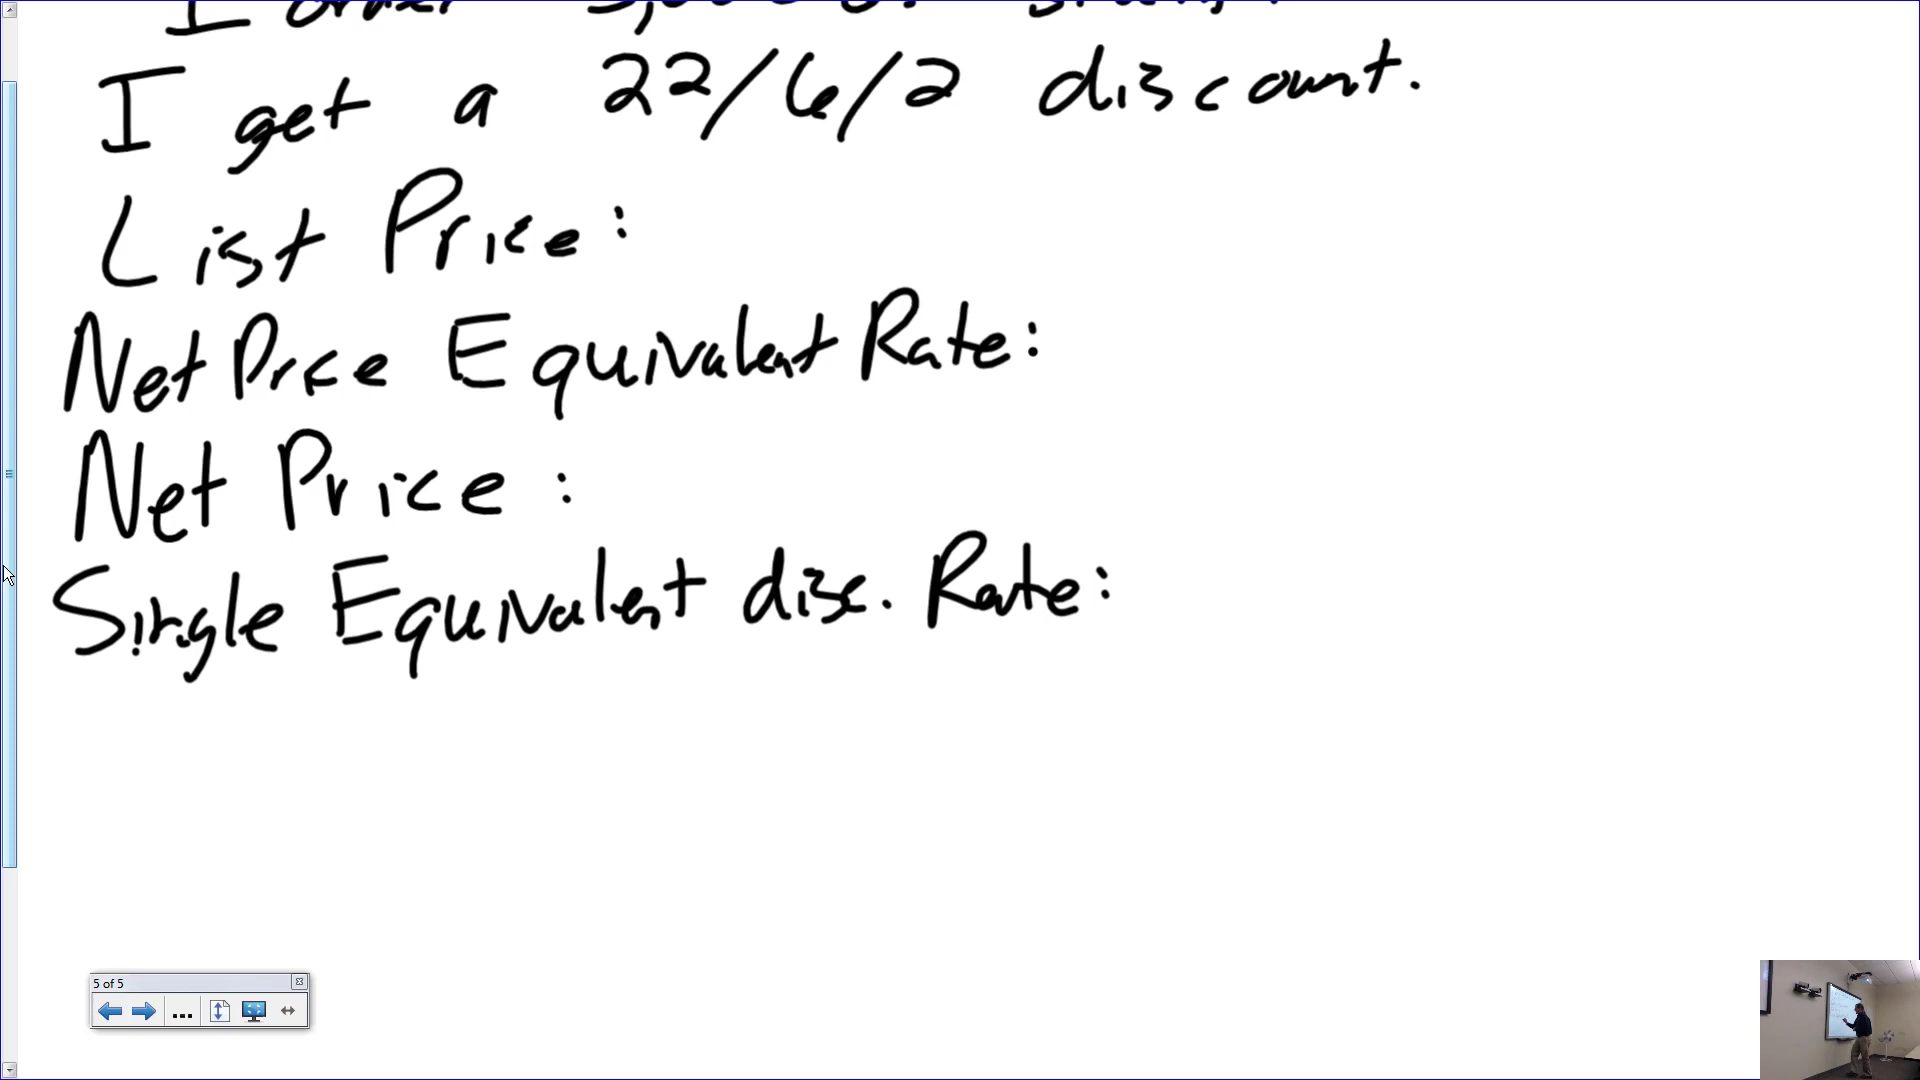 I order
I get a 22/6/2 discount.
List Price:
Net Price Equivalent Rate:
Net Price:
Single Equivalent disc. Rate:
5 of 5